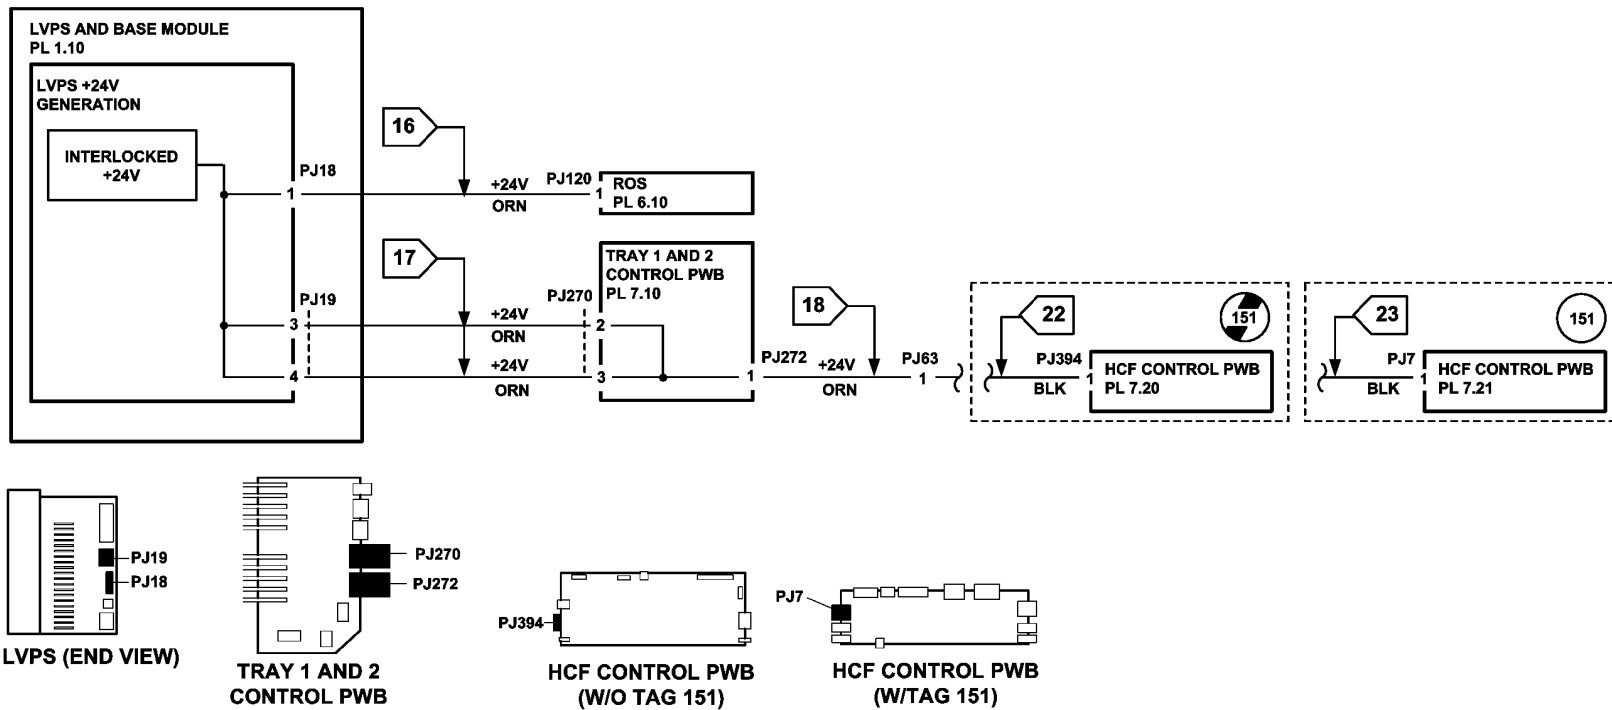 LVPS AND BASE MODULE
PL 1.10
LVPS +24V
GENERATION
INTERLOCKED
+24V
16
PJ18
1
+24V
ORN
PJ120
1
ROS
PL 6.10
17
PJ19
3
+24V
ORN
4
+24V
ORN
PJ270
2
3
TRAY 1 AND 2
CONTROL PWB
PL 7.10
1
PJ272
18
+24V
ORN
PJ63
1
22
151
PJ394
BLK
1
HCF CONTROL PWB
PL 7.20
23
151
PJ7
BLK
1
HCF CONTROL PWB
PL 7.21
PJ19
PJ18
LVPS (END VIEW)
PJ270
PJ272
TRAY 1 AND 2
CONTROL PWB
PJ394
HCF CONTROL PWB
(W/O TAG 151)
PJ7
HCF CONTROL PWB
(W/TAG 151)